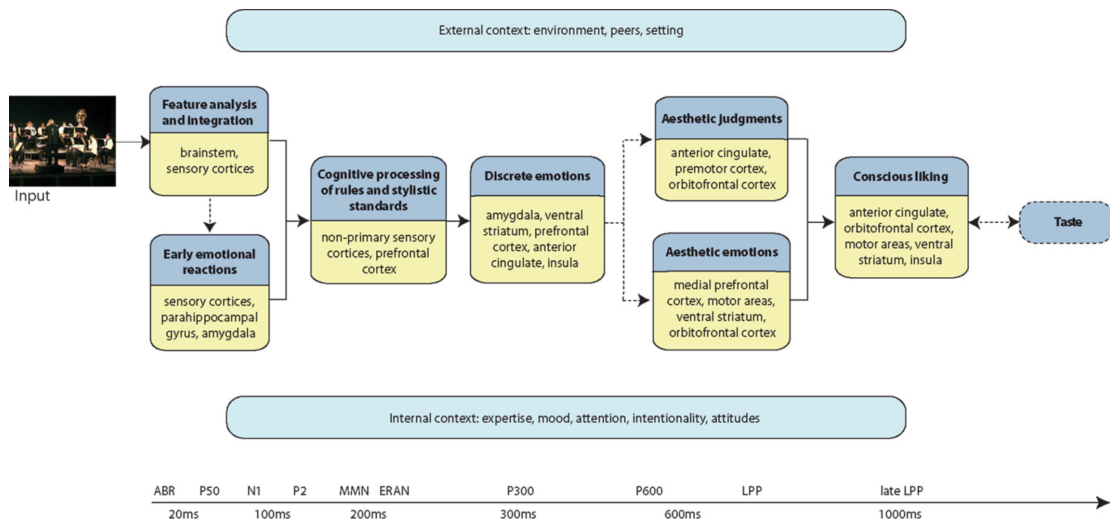 External context: environment, peers, setting
Input
Feature analysis
and integration
brainstem,
sensory cortices
Early emotional
reactions
sensory cortices,
parahippocampal
gyrus, amygdala
Cognitive processing
of rules and stylistic
standards
non-primary sensory
cortices, prefrontal
cortex
Discrete emotions
amygdala, ventral
striatum, prefrontal
cortex, anterior
cingulate, insula
Aesthetic judgments
anterior cingulate,
premotor cortex,
orbitofrontal cortex
Aesthetic emotions
medial prefrontal
cortex, motor areas,
ventral striatum,
orbitofrontal cortex
Conscious liking
anterior cingulate,
orbitofrontal cortex,
motor areas, ventral
striatum, insula
Taste
Internal context: expertise, mood, attention, intentionality, attitudes
ABR P50 N1 P2 MMN ERAN P300 P600 LPP late LPP
20ms 100ms 200ms 300ms 600ms 1000ms